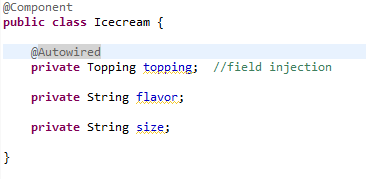 @Component
public class Icecream {
@Autowired
private Topping topping;  //field injection
private String flavor;
private String size;
}